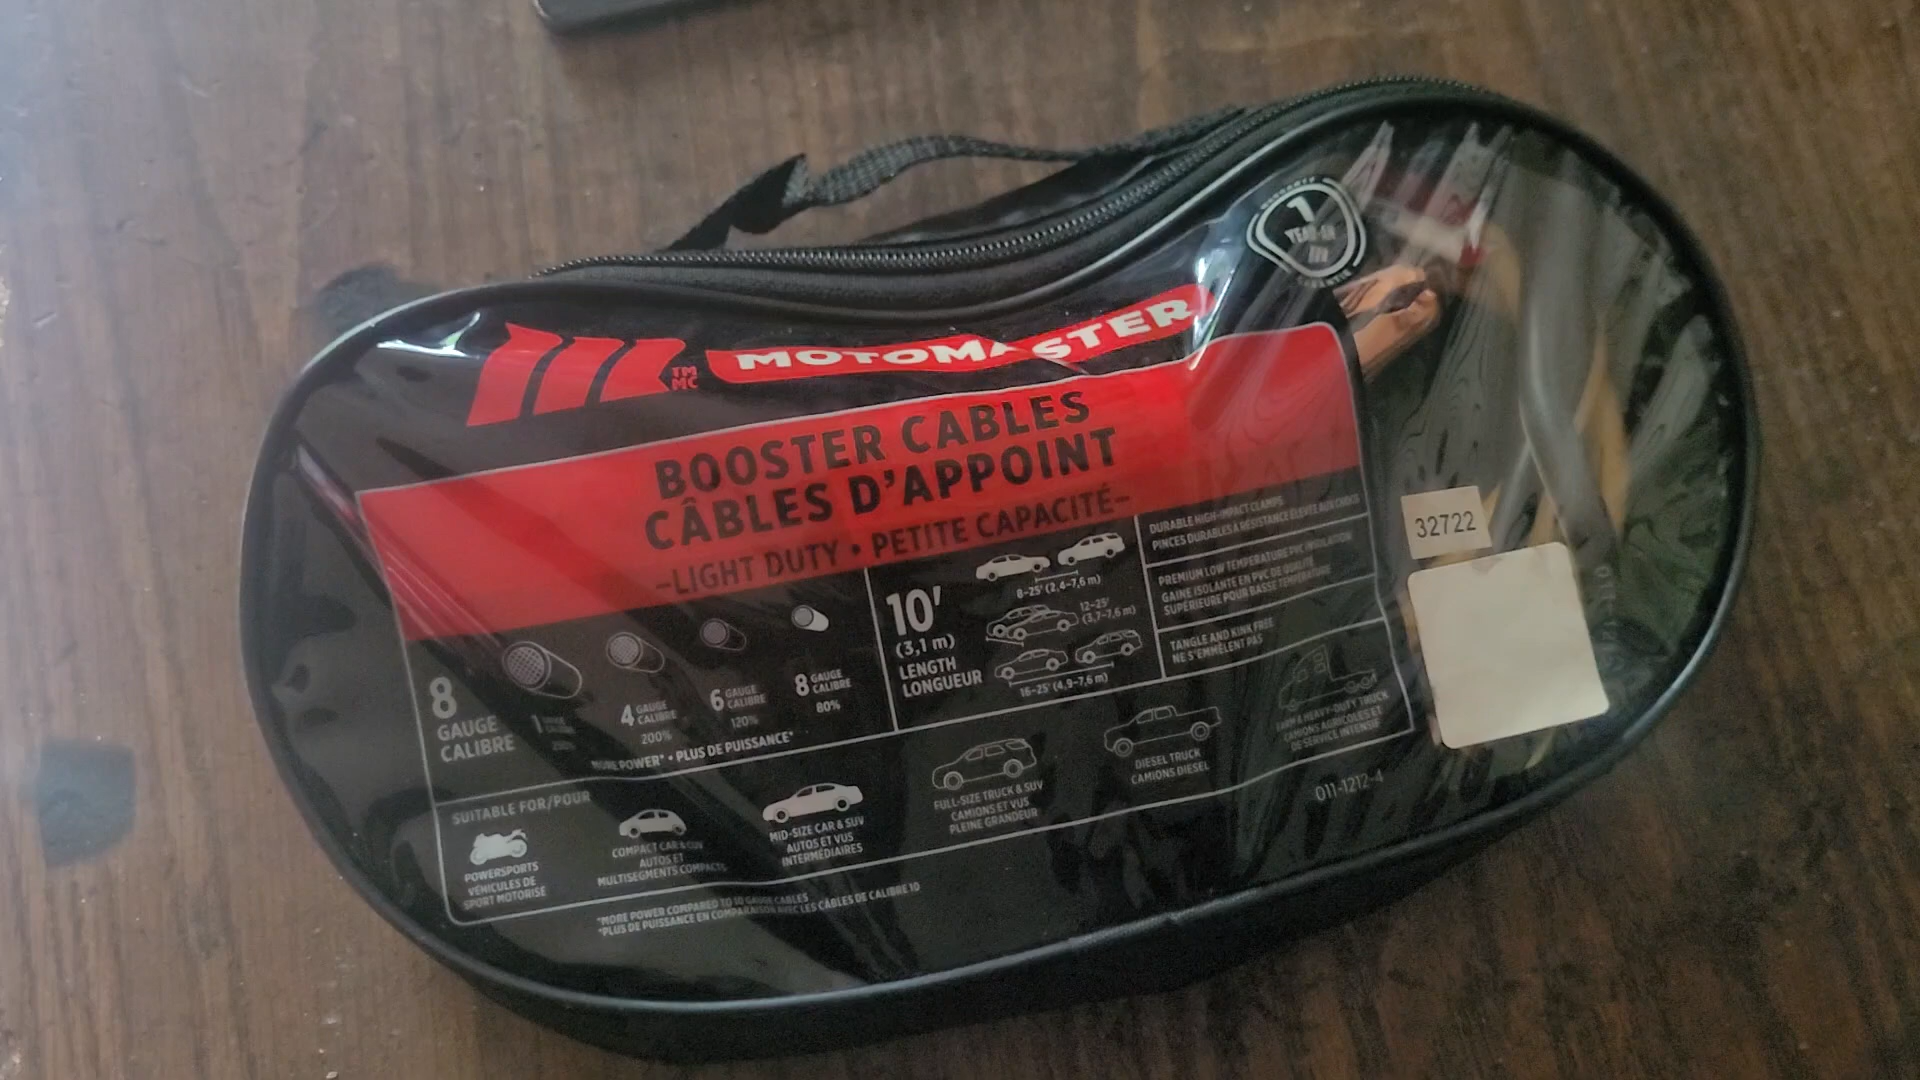 1
YEAR-AN
TM
MC
MOTOMASTER
BOOSTER CABLES
CÂBLES D'APPOINT
-LIGHT DUTY • PETITE CAPACITÉ-
8
GAUGE
CALIBRE
1
4 GAUGE
CALIBRE
200%
6 GAUGE
CALIBRE
120%
8 GAUGE
CALIBRE
80%
MORE POWER* • PLUS DE PUISSANCE*
10'
(3,1 m)
LENGTH
LONGUEUR
8-25' (2,4-7,6 m)
12-25'
(3,7-7,6 m)
16-25' (4,9-7,6 m)
DURABLE HIGH-IMPACT CLAMPS
PINCES DURABLES À RÉSISTANCE ÉLEVÉE AUX CHOCS
PREMIUM LOW TEMPERATURE PVC INSULATION
GAINE ISOLANTE EN PVC DE QUALITÉ
SUPÉRIEURE POUR BASSE TEMPÉRATURE
TANGLE AND KINK FREE
NE S'EMMÊLENT PAS
SUITABLE FOR/POUR
POWERSPORTS
VÉHICULES DE
SPORT MOTORISÉ
COMPACT CAR & CUV
AUTOS ET
MULTISEGMENTS COMPACTS
MID-SIZE CAR & SUV
AUTOS ET VUS
INTERMÉDIAIRES
FULL-SIZE TRUCK & SUV
CAMIONS ET VUS
PLEINE GRANDEUR
DIESEL TRUCK
CAMIONS DIESEL
FARM & HEAVY-DUTY TRUCK
CAMIONS AGRICOLES ET
DE SERVICE INTENSIF
011-1212-4
*MORE POWER COMPARED TO 10 GAUGE CABLES
*PLUS DE PUISSANCE EN COMPARAISON AVEC LES CÂBLES DE CALIBRE 10
32722